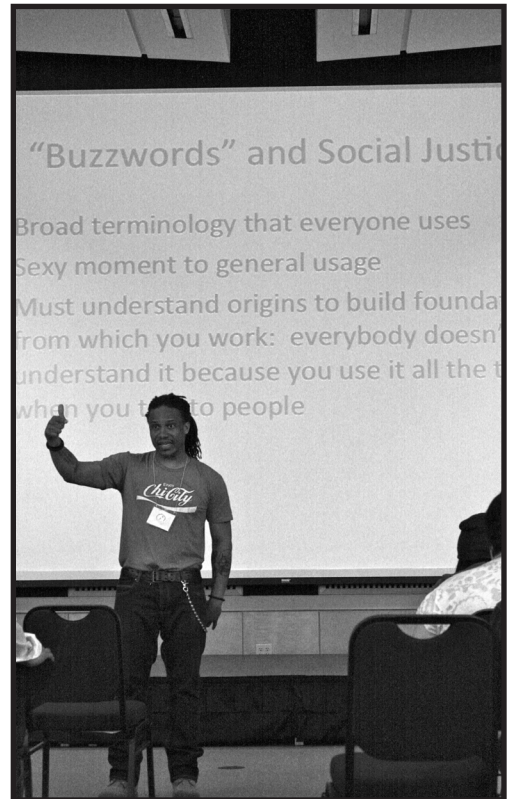 “Buzzwords” and Social Justic
Broad terminology that everyone uses
Sexy moment to general usage
Must understand origins to build founda
from which you work: everybody doesn’
understand it because you use it all the t
when you t to people
ChiCity